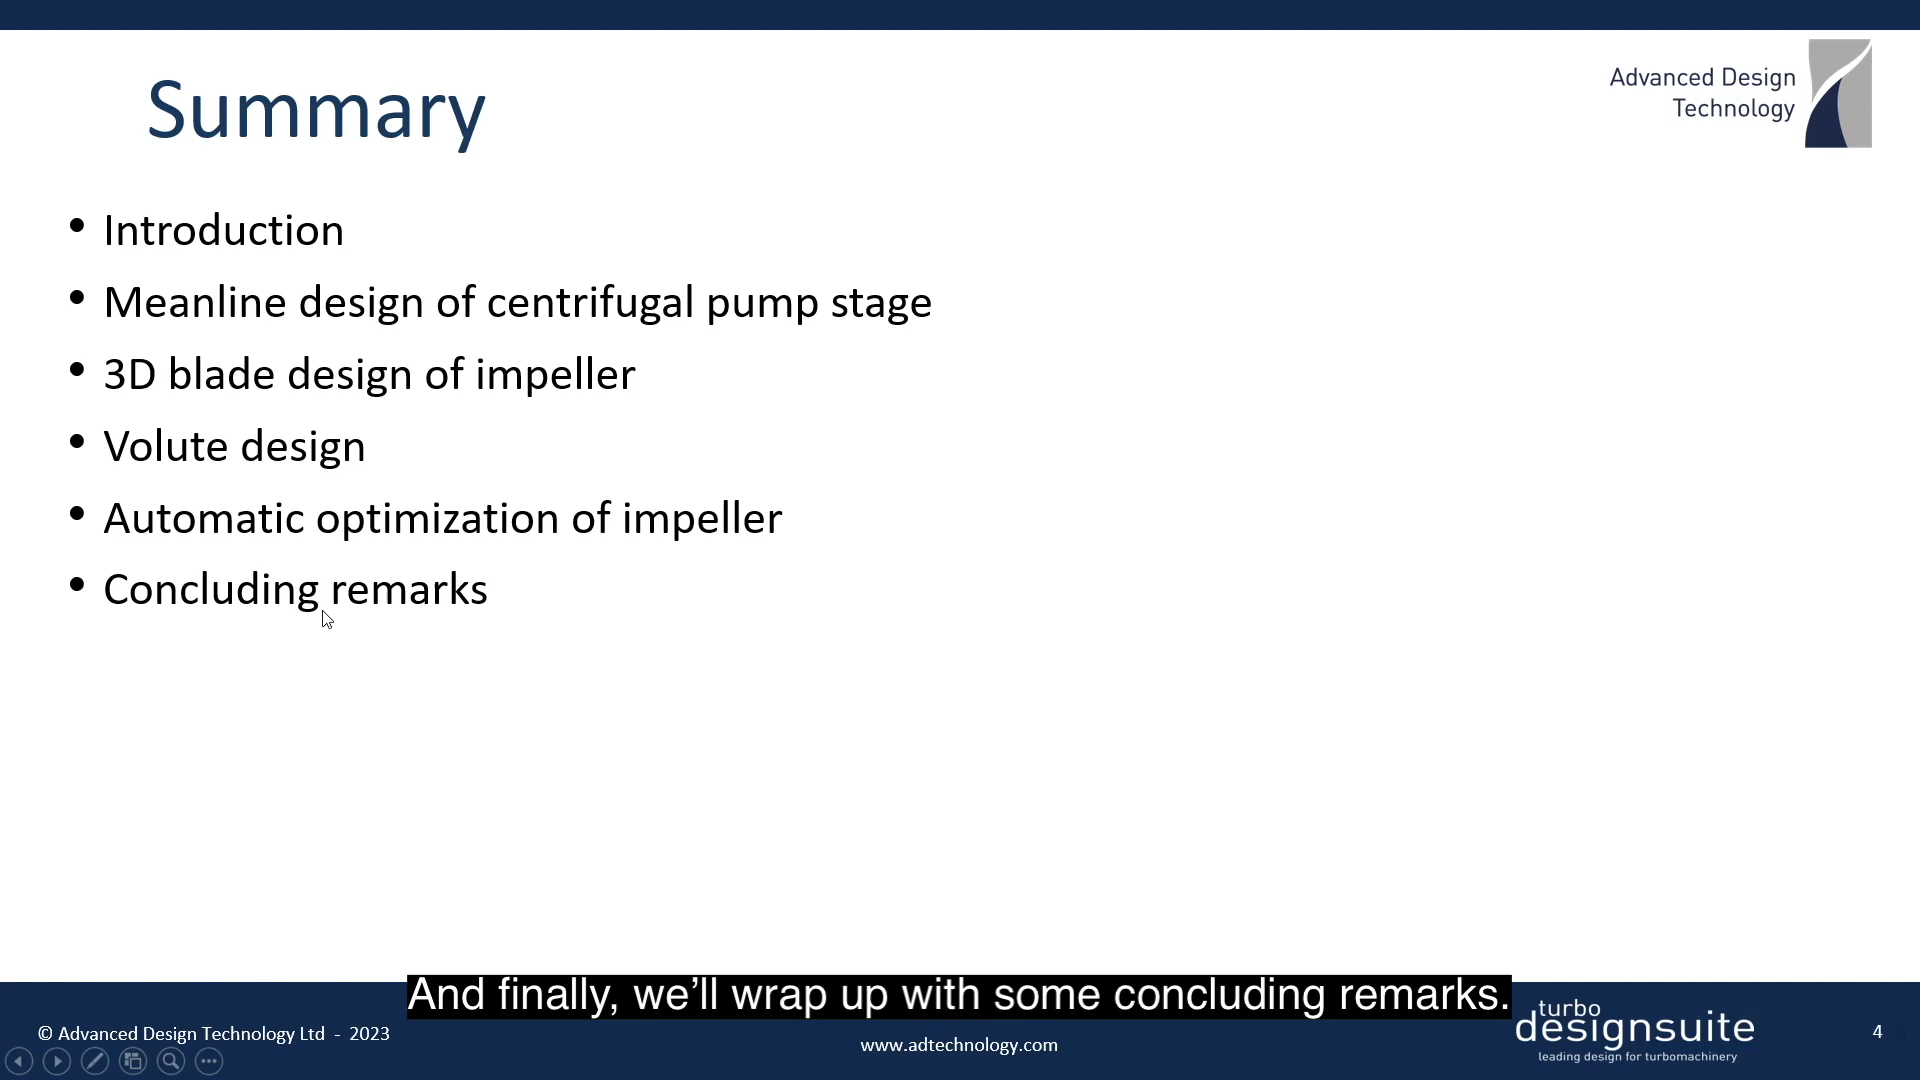 Summary
Advanced Design
Technology
• Introduction
• Meanline design of centrifugal pump stage
• 3D blade design of impeller
• Volute design
• Automatic optimization of impeller
• Concluding remarks
And finally, we’ll wrap up with some concluding remarks.
© Advanced Design Technology Ltd - 2023
www.adtechnology.com
turbo
designsuite
leading design for turbomachinery
4